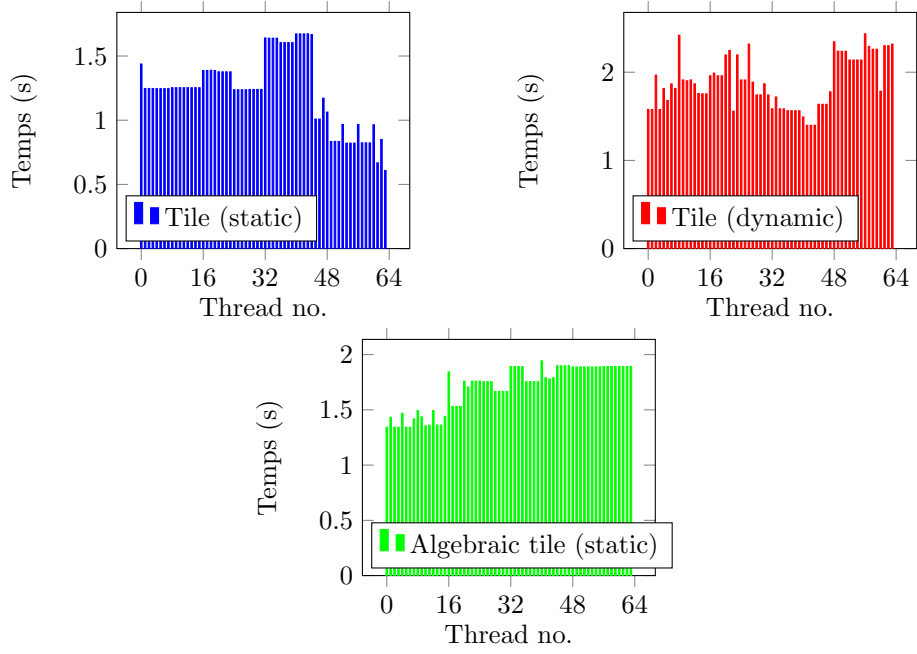 1.5
1
0.5
0
Temps (s)
Tile (static)
0 16 32 48 64
Thread no.
2
1
0
Temps (s)
Tile (dynamic)
0 16 32 48 64
Thread no.
2
1.5
1
0.5
0
Temps (s)
Algebraic tile (static)
0 16 32 48 64
Thread no.